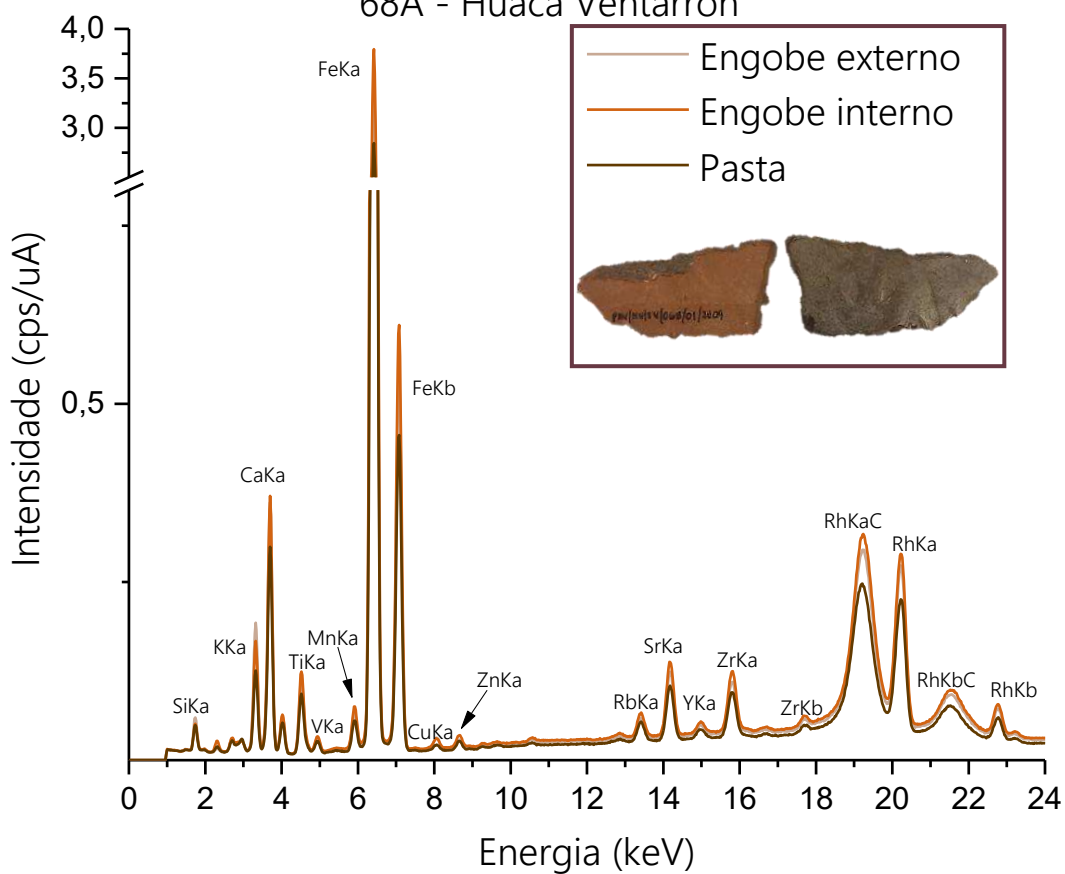 68A - Huaca Ventarrón
4,0
3,5
3,0
0,5
Intensidade (cps/uA)
FeKa
FeKb
CaKa
KKa
SiKa
TiKa
VKa
MnKa
CuKa
ZnKa
RbKa
SrKa
YKa
ZrKa
ZrKb
RhKaC
RhKa
RhKbC
RhKb
Engobe externo
Engobe interno
Pasta
0 2 4 6 8 10 12 14 16 18 20 22 24
Energia (keV)